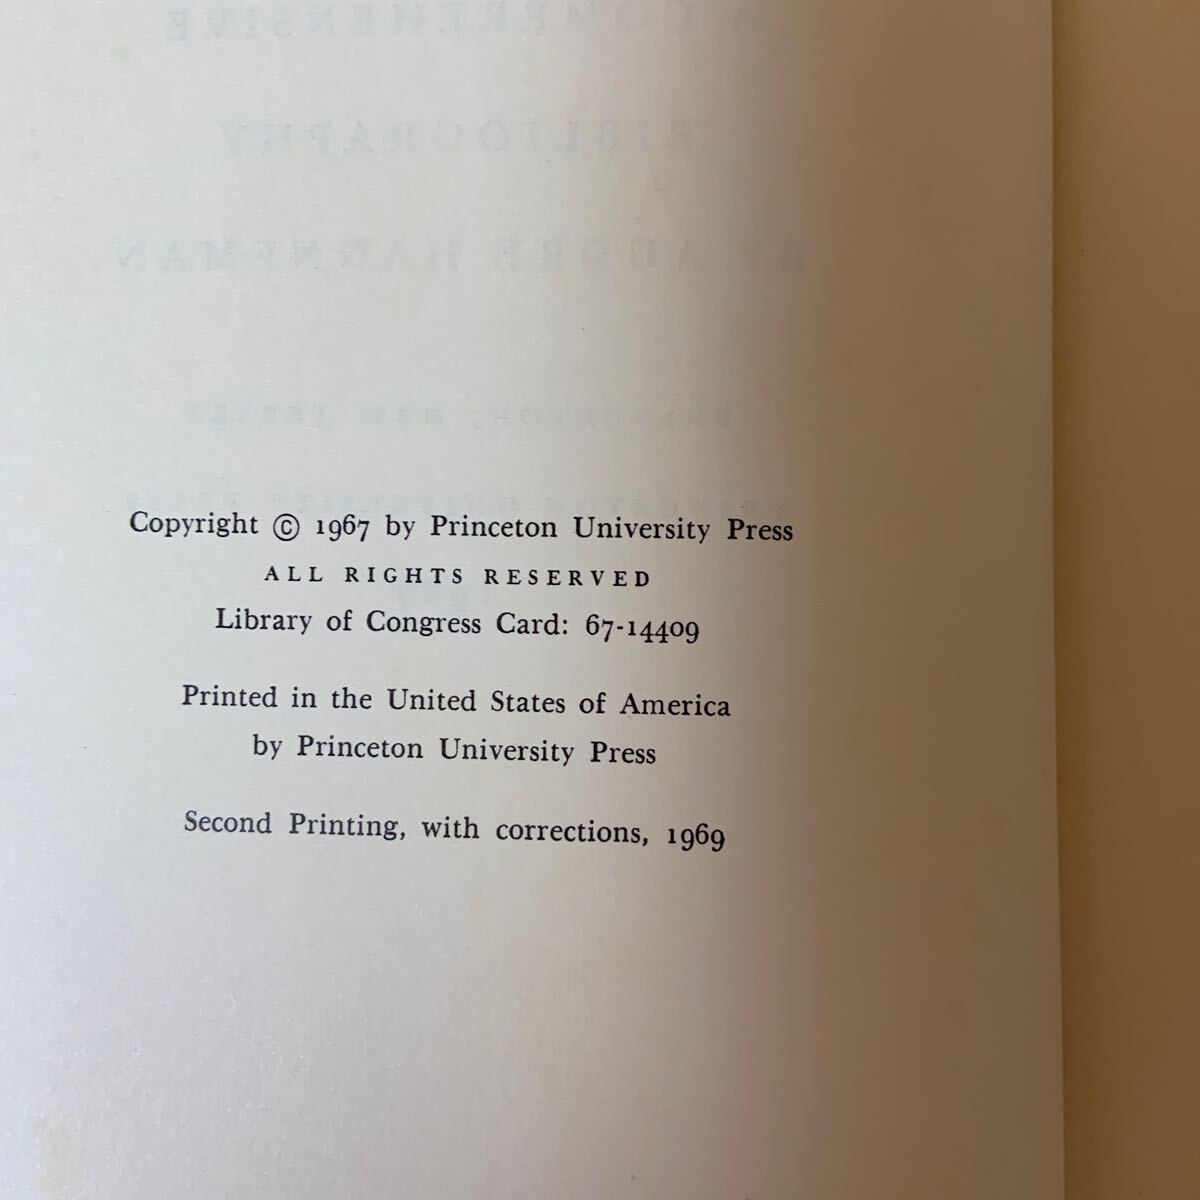 Copyright © 1967 by Princeton University Press
ALL RIGHTS RESERVED
Library of Congress Card: 67-14409
Printed in the United States of America
by Princeton University Press
Second Printing, with corrections, 1969